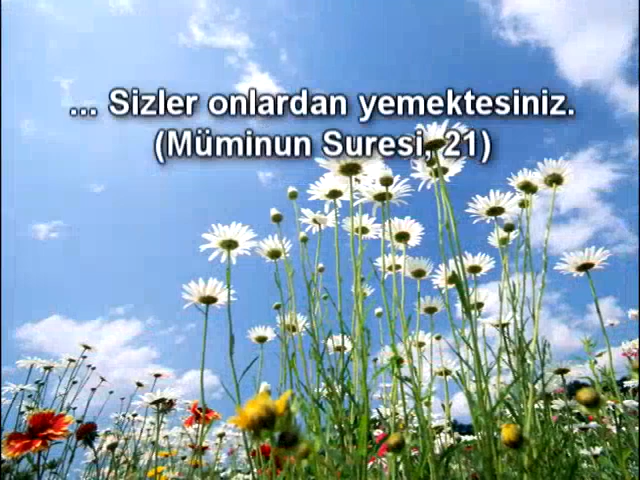 ... Sizler onlardan yemektesiniz.
(Müminun Suresi, 21)